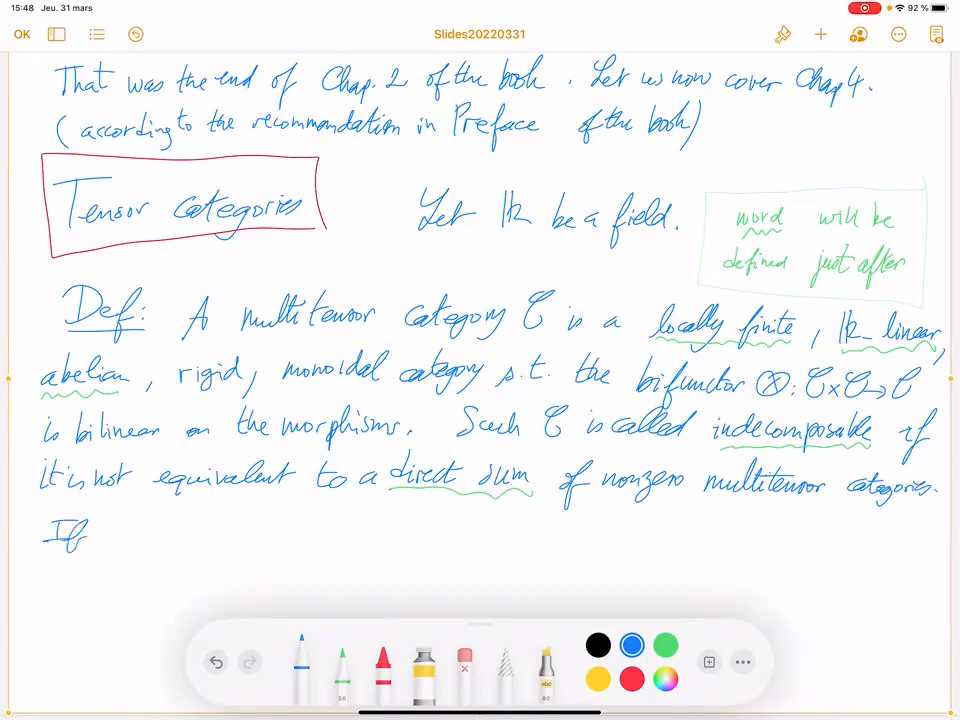 15:48 Jeu. 31 mars 92 %
OK Slides20220331
That was the end of Chap. 2 of the book. Let us now cover Chap 4.
(according to the recommandation in Preface of the book)
Tensor categories Let 𝕜 be a field.
word will be
defined just after
Def: A multitensor category C is a locally finite, 𝕜-linear,
abelian, rigid, monoidal category s.t. the bifunctor ⊗: C×C→C
is bilinear on the morphisms. Such C is called indecomposable if
it is not equivalent to a direct sum of nonzero multitensor categories.
If